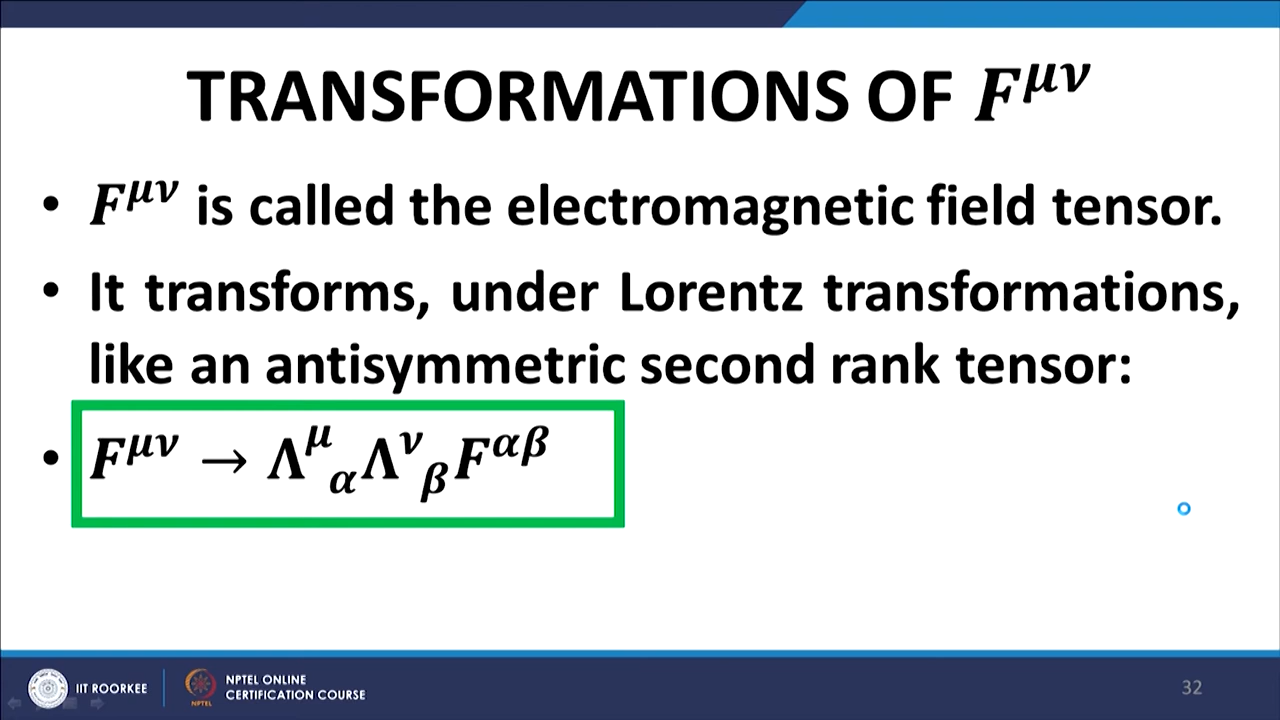 TRANSFORMATIONS OF F^{μν}
• F^{μν} is called the electromagnetic field tensor.
• It transforms, under Lorentz transformations,
like an antisymmetric second rank tensor:
• F^{μν} → Λ^μ_α Λ^ν_β F^{αβ}
IIT ROORKEE
NPTEL
NPTEL ONLINE
CERTIFICATION COURSE
32